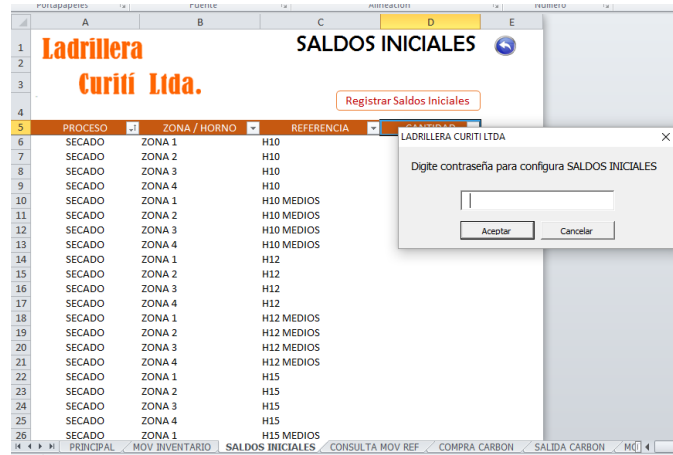 Portapapeles Fuente Alineación Número
A B C D E
1 Ladrillera SALDOS INICIALES
2
3 Curití Ltda. Registrar Saldos Iniciales
4
5 PROCESO ZONA / HORNO REFERENCIA CANTIDAD
6 SECADO ZONA 1 H10
7 SECADO ZONA 2 H10
8 SECADO ZONA 3 H10
9 SECADO ZONA 4 H10
10 SECADO ZONA 1 H10 MEDIOS
11 SECADO ZONA 2 H10 MEDIOS
12 SECADO ZONA 3 H10 MEDIOS
13 SECADO ZONA 4 H10 MEDIOS
14 SECADO ZONA 1 H12
15 SECADO ZONA 2 H12
16 SECADO ZONA 3 H12
17 SECADO ZONA 4 H12
18 SECADO ZONA 1 H12 MEDIOS
19 SECADO ZONA 2 H12 MEDIOS
20 SECADO ZONA 3 H12 MEDIOS
21 SECADO ZONA 4 H12 MEDIOS
22 SECADO ZONA 1 H15
23 SECADO ZONA 2 H15
24 SECADO ZONA 3 H15
25 SECADO ZONA 4 H15
26 SECADO ZONA 1 H15 MEDIOS
LADRILLERA CURITI LTDA
Digite contraseña para configura SALDOS INICIALES
Aceptar Cancelar
PRINCIPAL MOV INVENTARIO SALDOS INICIALES CONSULTA MOV REF COMPRA CARBON SALIDA CARBON